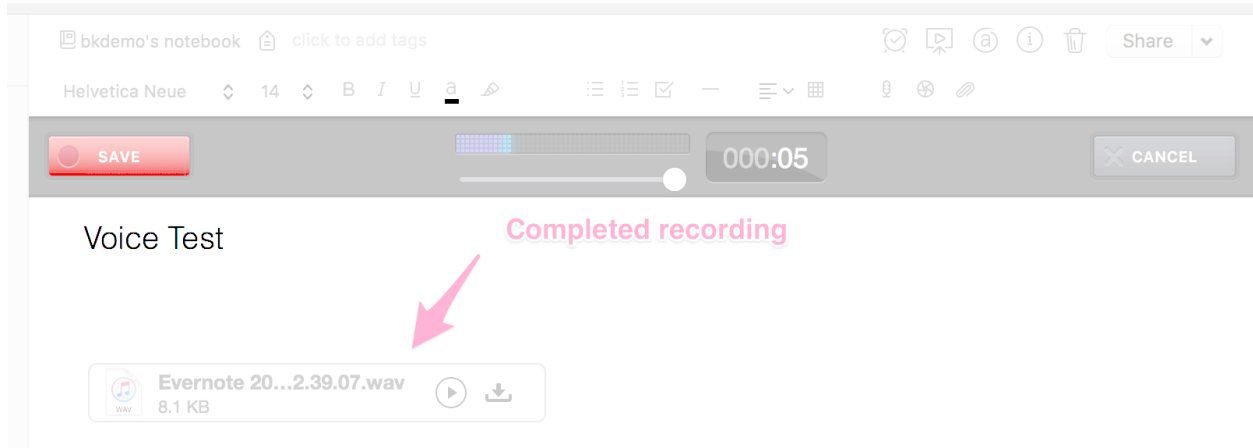 bkdemo's notebook click to add tags Share
Helvetica Neue 14 B I U a
SAVE 000:05 CANCEL
Completed recording
Voice Test
Evernote 20...2.39.07.wav
WAV 8.1 KB